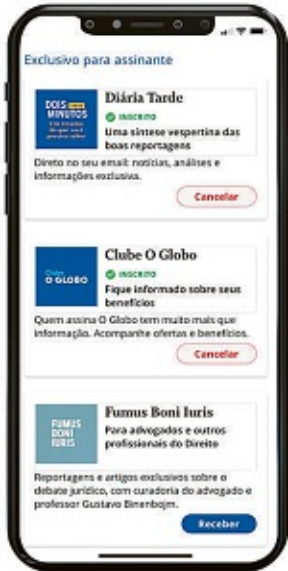 Exclusivo para assinante
DOIS
MINUTOS
Diária Tarde
INSCRITO
Uma síntese vespertina das
boas reportagens
Direto no seu email: notícias, análises e
informações exclusiva.
Cancelar
Clube
O GLOBO
Clube O Globo
INSCRITO
Fique informado sobre seus
benefícios
Quem assina O Globo tem muito mais que
informação. Acompanhe ofertas e benefícios.
Cancelar
FUMUS
BONI
IURIS
Fumus Boni Iuris
Para advogados e outros
profissionais do Direito
Reportagens e artigos exclusivos sobre o
debate jurídico, com curadoria do advogado e
professor Gustavo Binenbojm.
Receber